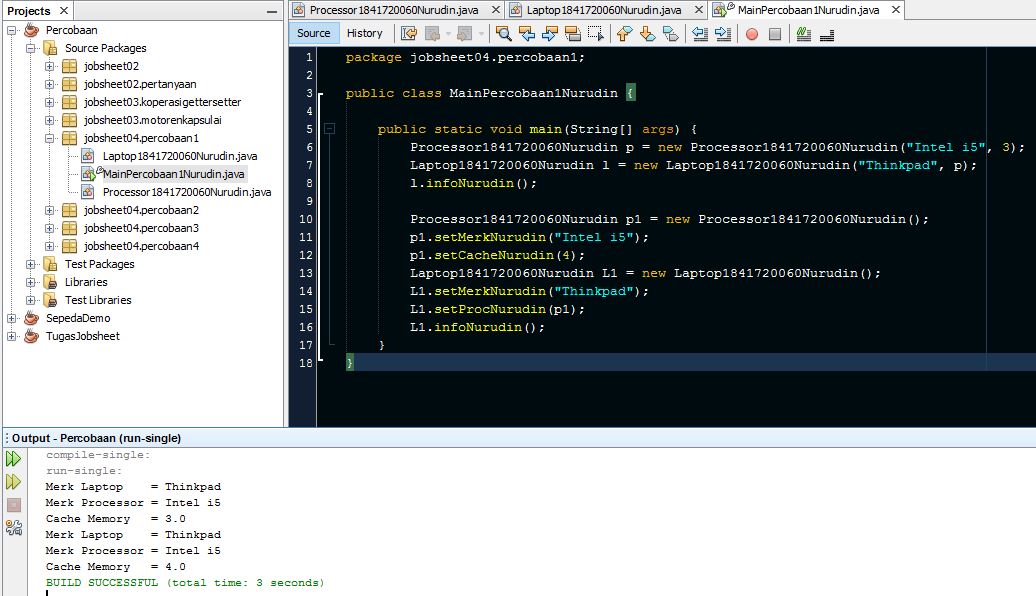 Projects
Percobaan
Source Packages
jobsheet02
jobsheet02.pertanyaan
jobsheet03.koperasigettersetter
jobsheet03.motorenkapsulai
jobsheet04.percobaan1
Laptop1841720060Nurudin.java
MainPercobaan1Nurudin.java
Processor1841720060Nurudin.java
jobsheet04.percobaan2
jobsheet04.percobaan3
jobsheet04.percobaan4
Test Packages
Libraries
Test Libraries
SepedaDemo
TugasJobsheet
Processor1841720060Nurudin.java Laptop1841720060Nurudin.java MainPercobaan1Nurudin.java
Source History
1 package jobsheet04.percobaan1;
2
3 public class MainPercobaan1Nurudin {
4
5 public static void main(String[] args) {
6 Processor1841720060Nurudin p = new Processor1841720060Nurudin("Intel i5", 3);
7 Laptop1841720060Nurudin l = new Laptop1841720060Nurudin("Thinkpad", p);
8 l.infoNurudin();
9
10 Processor1841720060Nurudin p1 = new Processor1841720060Nurudin();
11 p1.setMerkNurudin("Intel i5");
12 p1.setCacheNurudin(4);
13 Laptop1841720060Nurudin L1 = new Laptop1841720060Nurudin();
14 L1.setMerkNurudin("Thinkpad");
15 L1.setProcNurudin(p1);
16 L1.infoNurudin();
17 }
18 }
Output - Percobaan (run-single)
compile-single:
run-single:
Merk Laptop = Thinkpad
Merk Processor = Intel i5
Cache Memory = 3.0
Merk Laptop = Thinkpad
Merk Processor = Intel i5
Cache Memory = 4.0
BUILD SUCCESSFUL (total time: 3 seconds)